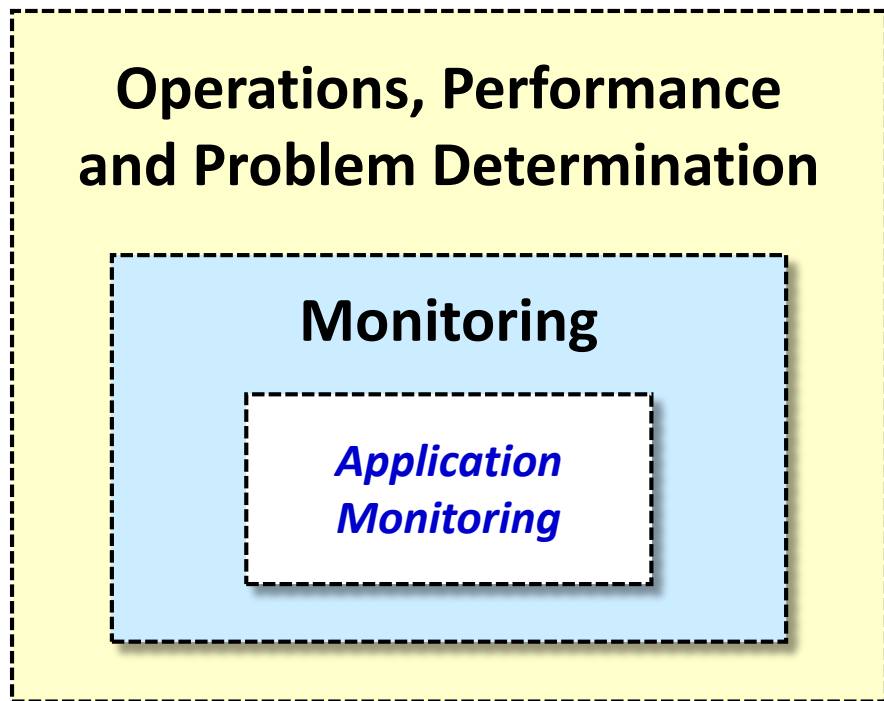 Operations, Performance
and Problem Determination
Monitoring
Application
Monitoring